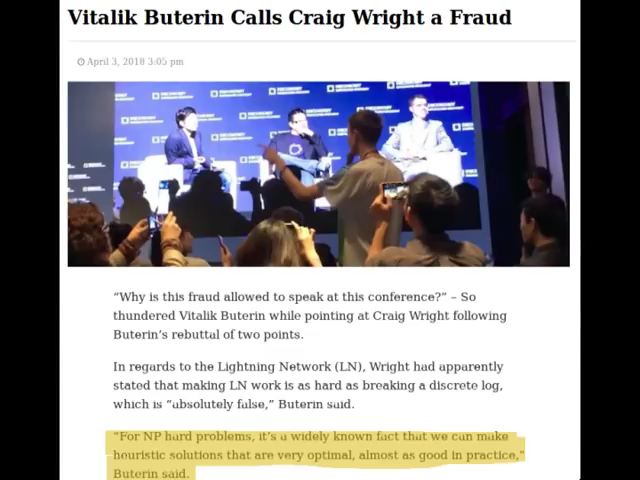 Vitalik Buterin Calls Craig Wright a Fraud
April 3, 2018 3:05 pm
“Why is this fraud allowed to speak at this conference?” – So
thundered Vitalik Buterin while pointing at Craig Wright following
Buterin’s rebuttal of two points.
In regards to the Lightning Network (LN), Wright had apparently
stated that making LN work is as hard as breaking a discrete log,
which is “absolutely false,” Buterin said.
“For NP hard problems, it’s a widely known fact that we can make
heuristic solutions that are very optimal, almost as good in practice,”
Buterin said.